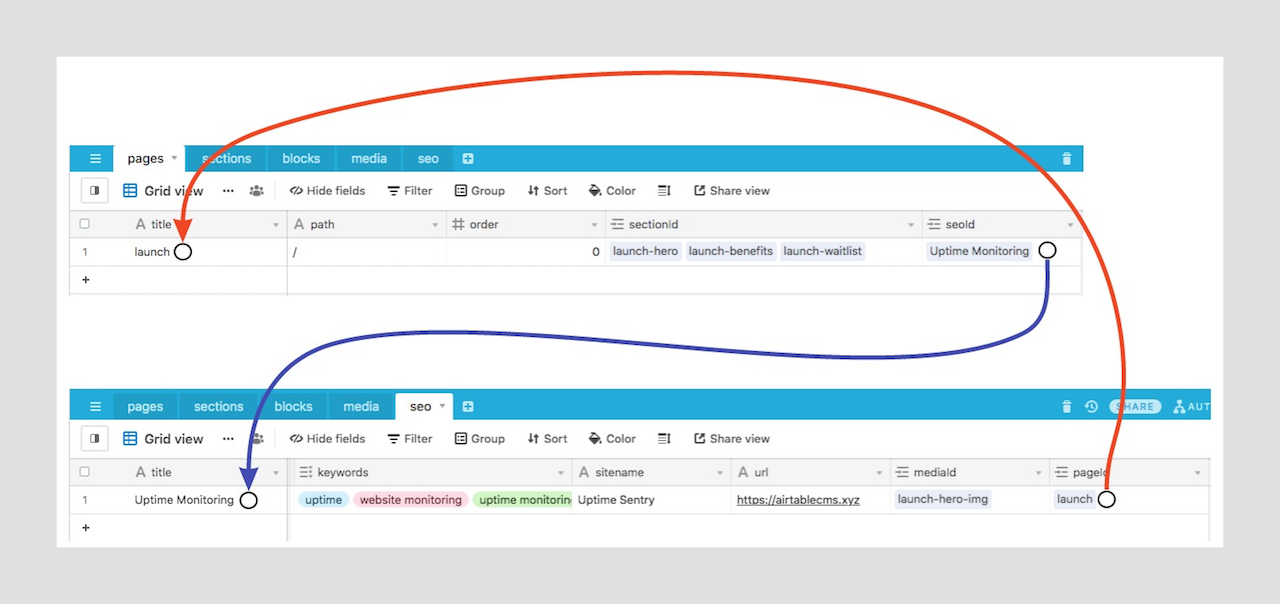 pages sections blocks media seo
Grid view ... Hide fields Filter Group Sort Color Share view
title path order sectionId seoId
1 launch / 0 launch-hero launch-benefits launch-waitlist Uptime Monitoring
+
pages sections blocks media seo SHARE AUT
Grid view ... Hide fields Filter Group Sort Color Share view
title keywords sitename url mediaId pageId
1 Uptime Monitoring uptime website monitoring uptime monitorin Uptime Sentry https://airtablecms.xyz launch-hero-img launch
+